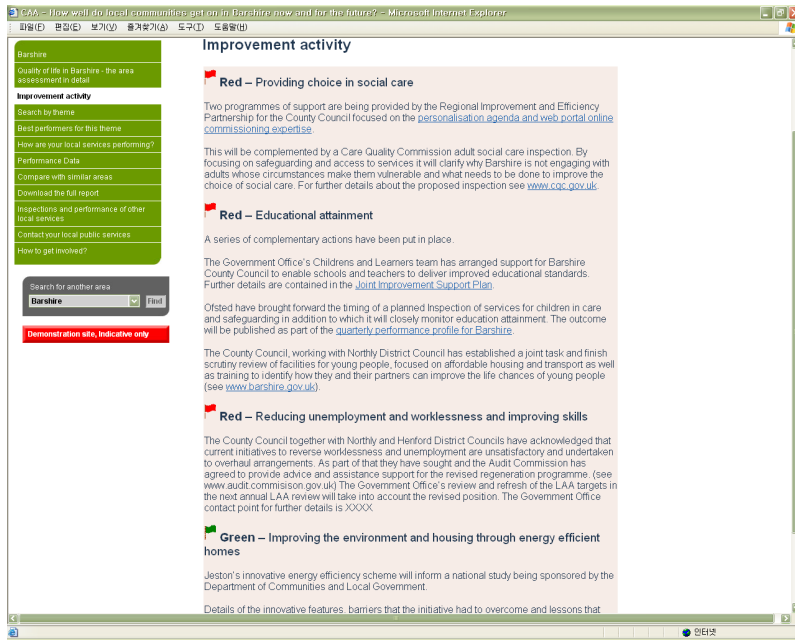 CAA - How well do local communities get on in Barshire now and for the future? - Microsoft Internet Explorer
파일(F) 편집(E) 보기(V) 즐겨찾기(A) 도구(T) 도움말(H)
Barshire
Quality of life in Barshire - the area
assessment in detail
Improvement activity
Search by theme
Best performers for this theme
How are your local services performing?
Performance Data
Compare with similar areas
Download the full report
Inspections and performance of other
local services
Contact your local public services
How to get involved?
Search for another area
Barshire
Find
Demonstration site, Indicative only
Improvement activity
Red – Providing choice in social care
Two programmes of support are being provided by the Regional Improvement and Efficiency
Partnership for the County Council focused on the personalisation agenda and web portal online
commissioning expertise.
This will be complemented by a Care Quality Commission adult social care inspection. By
focusing on safeguarding and access to services it will clarify why Barshire is not engaging with
adults whose circumstances make them vulnerable and what needs to be done to improve the
choice of social care. For further details about the proposed inspection see www.cqc.gov.uk.
Red – Educational attainment
A series of complementary actions have been put in place.
The Government Office's Childrens and Learners team has arranged support for Barshire
County Council to enable schools and teachers to deliver improved educational standards.
Further details are contained in the Joint Improvement Support Plan.
Ofsted have brought forward the timing of a planned Inspection of services for children in care
and safeguarding in addition to which it will closely monitor education attainment. The outcome
will be published as part of the quarterly performance profile for Barshire.
The County Council, working with Northly District Council has established a joint task and finish
scrutiny review of facilities for young people, focused on affordable housing and transport as well
as training to identify how they and their partners can improve the life chances of young people
(see www.barshire.gov.uk).
Red – Reducing unemployment and worklessness and improving skills
The County Council together with Northly and Henford District Councils have acknowledged that
current initiatives to reverse worklessness and unemployment are unsatisfactory and undertaken
to overhaul arrangements. As part of that they have sought and the Audit Commission has
agreed to provide advice and assistance support for the revised regeneration programme. (see
www.audit.commisison.gov.uk) The Government Office's review and refresh of the LAA targets in
the next annual LAA review will take into account the revised position. The Government Office
contact point for further details is XXXX
Green – Improving the environment and housing through energy efficient
homes
Jeston's innovative energy efficiency scheme will inform a national study being sponsored by the
Department of Communities and Local Government.
Details of the innovative features, barriers that the initiative had to overcome and lessons that
인터넷